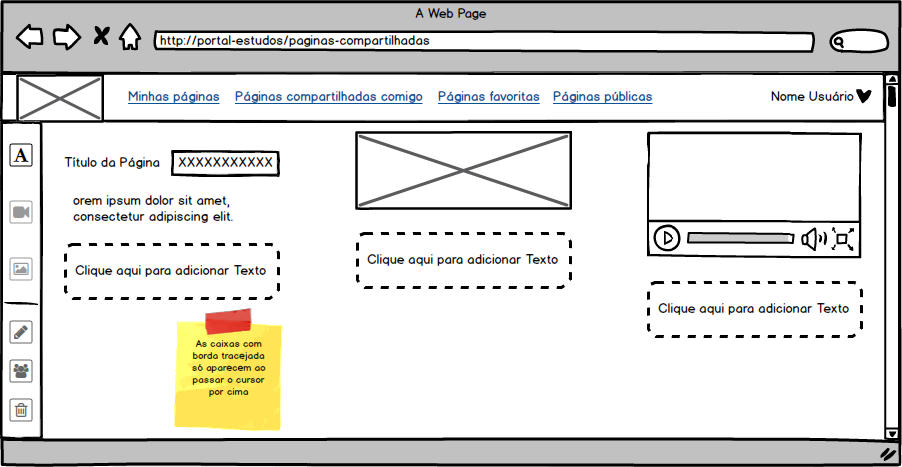 A Web Page
http://portal-estudos/paginas-compartilhadas
Minhas páginas
Páginas compartilhadas comigo
Páginas favoritas
Páginas públicas
Nome Usuário
A
Título da Página
XXXXXXXXXXX
orem ipsum dolor sit amet,
consectetur adipiscing elit.
Clique aqui para adicionar Texto
As caixas com
borda tracejada
só aparecem ao
passar o cursor
por cima
Clique aqui para adicionar Texto
Clique aqui para adicionar Texto